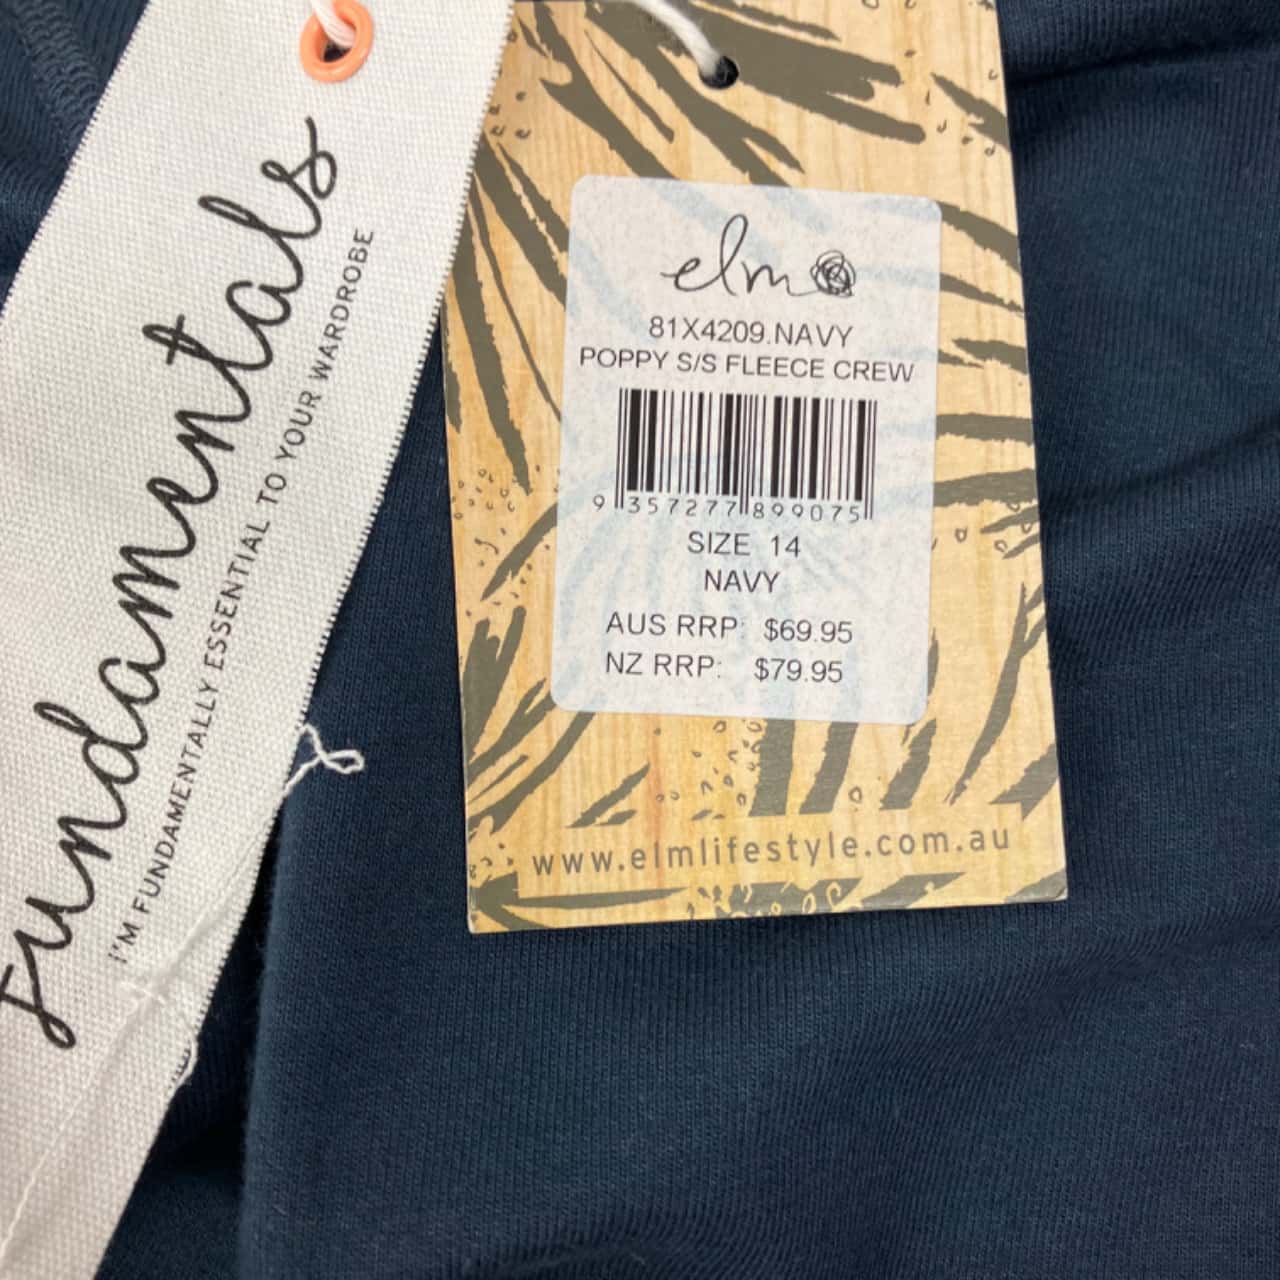 fundamentals
I'M FUNDAMENTALLY ESSENTIAL TO YOUR WARDROBE
elm
81X4209.NAVY
POPPY S/S FLEECE CREW
9 357277 899075
SIZE 14
NAVY
AUS RRP: $69.95
NZ RRP: $79.95
www.elmlifestyle.com.au